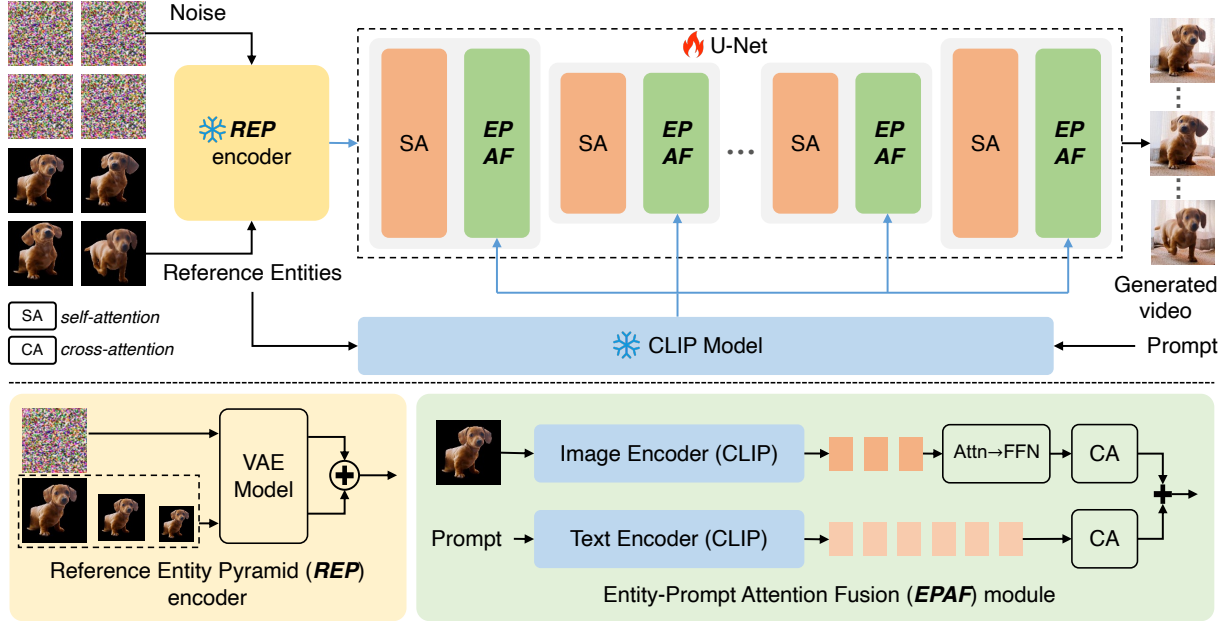 Noise
REP
encoder
U-Net
SA
EP
AF
SA
EP
AF
...
SA
EP
AF
SA
EP
AF
Reference Entities
Generated
video
SA self-attention
CA cross-attention
CLIP Model
Prompt
VAE
Model
Reference Entity Pyramid (REP)
encoder
Image Encoder (CLIP)
Attn→FFN
CA
Prompt
Text Encoder (CLIP)
CA
Entity-Prompt Attention Fusion (EPAF) module